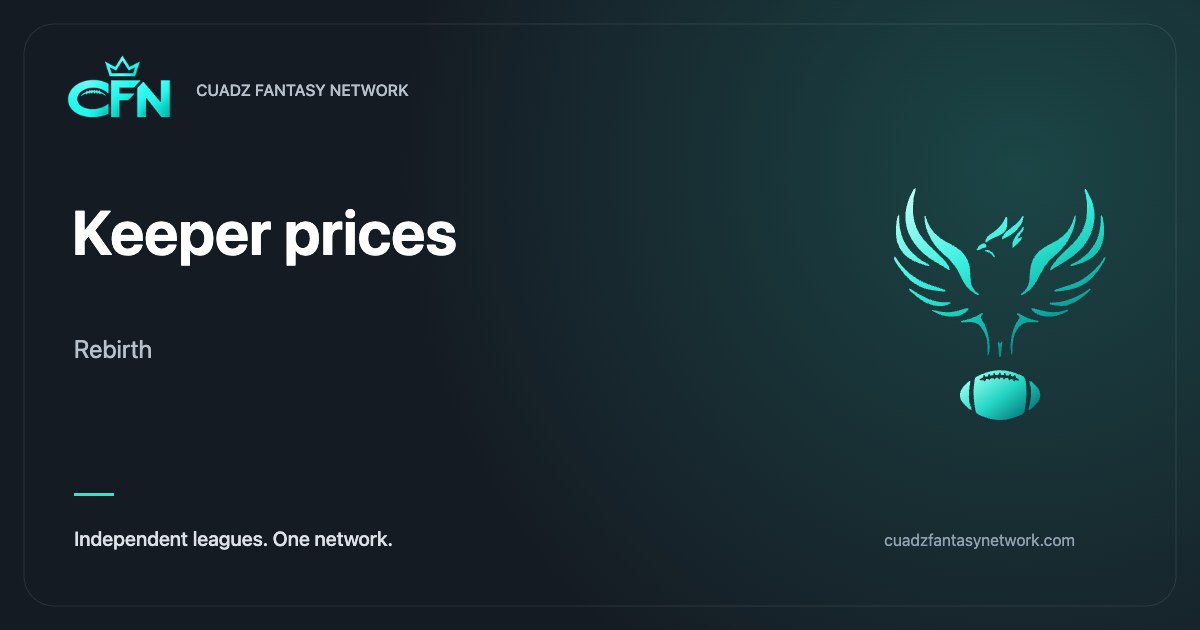 CFN
CUADZ FANTASY NETWORK
Keeper prices
Rebirth
Independent leagues. One network.
cuadzfantasynetwork.com